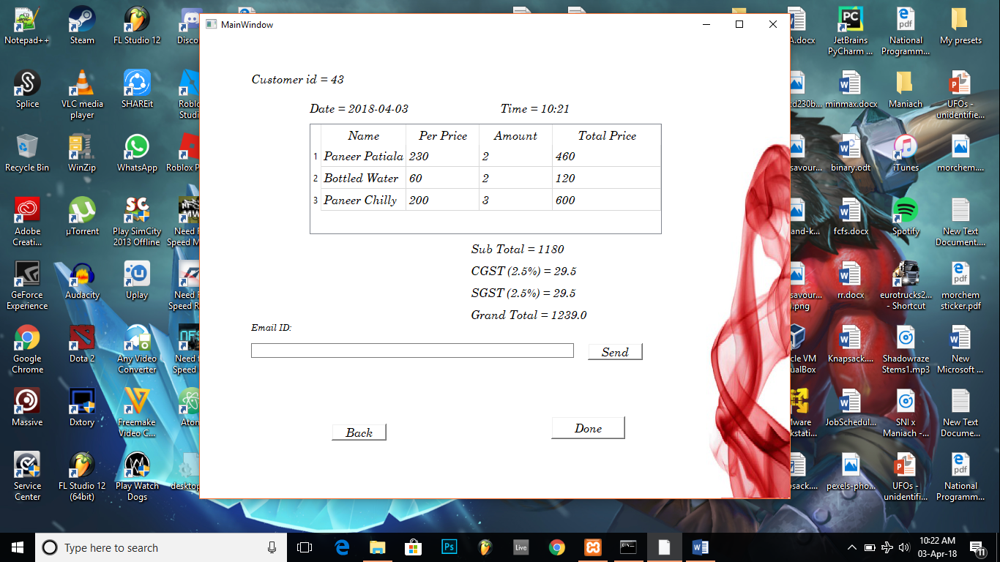 MainWindow
Customer id = 43
Date = 2018-04-03 Time = 10:21
Name Per Price Amount Total Price
1 Paneer Patiala 230 2 460
2 Bottled Water 60 2 120
3 Paneer Chilly 200 3 600
Sub Total = 1180
CGST (2.5%) = 29.5
SGST (2.5%) = 29.5
Grand Total = 1239.0
Email ID:
Send
Back
Done
Notepad++
Steam
FL Studio 12
Disco
A.docx
JetBrains
PyCharm ...
National
Programm...
My presets
Splice
VLC media
player
SHAREit
Roblo
Studi
cd230b...
minmax.docx
Maniach
UFOs -
unidentifie...
Recycle Bin
WinZip
WhatsApp
Roblox P
savour...
binary.odt
iTunes
morchem....
Adobe
Creati...
µTorrent
Play SimCity
2013 Offline
Need F
Speed M
and-k...
fcfs.docx
Spotify
New Text
Document....
GeForce
Experience
Audacity
Uplay
Need F
Speed R
savour...
).png
rr.docx
eurotrucks2...
- Shortcut
morchem
sticker.pdf
Google
Chrome
Dota 2
Any Video
Converter
Need f
Speed
cle VM
ualBox
Knapsack....
Shadowraze
Stems1.mp3
New
Microsoft ...
Massive
Dxtory
Freemake
Video C...
Aton
Mware
kstati...
JobSchedul...
SNI x
Maniach -...
New Text
Docume...
Service
Center
FL Studio 12
(64bit)
Play Watch
Dogs
desktop
psack....
pexels-pho...
UFOs -
unidentifi...
National
Programm...
Type here to search
Ps
Live
10:22 AM
03-Apr-18
11